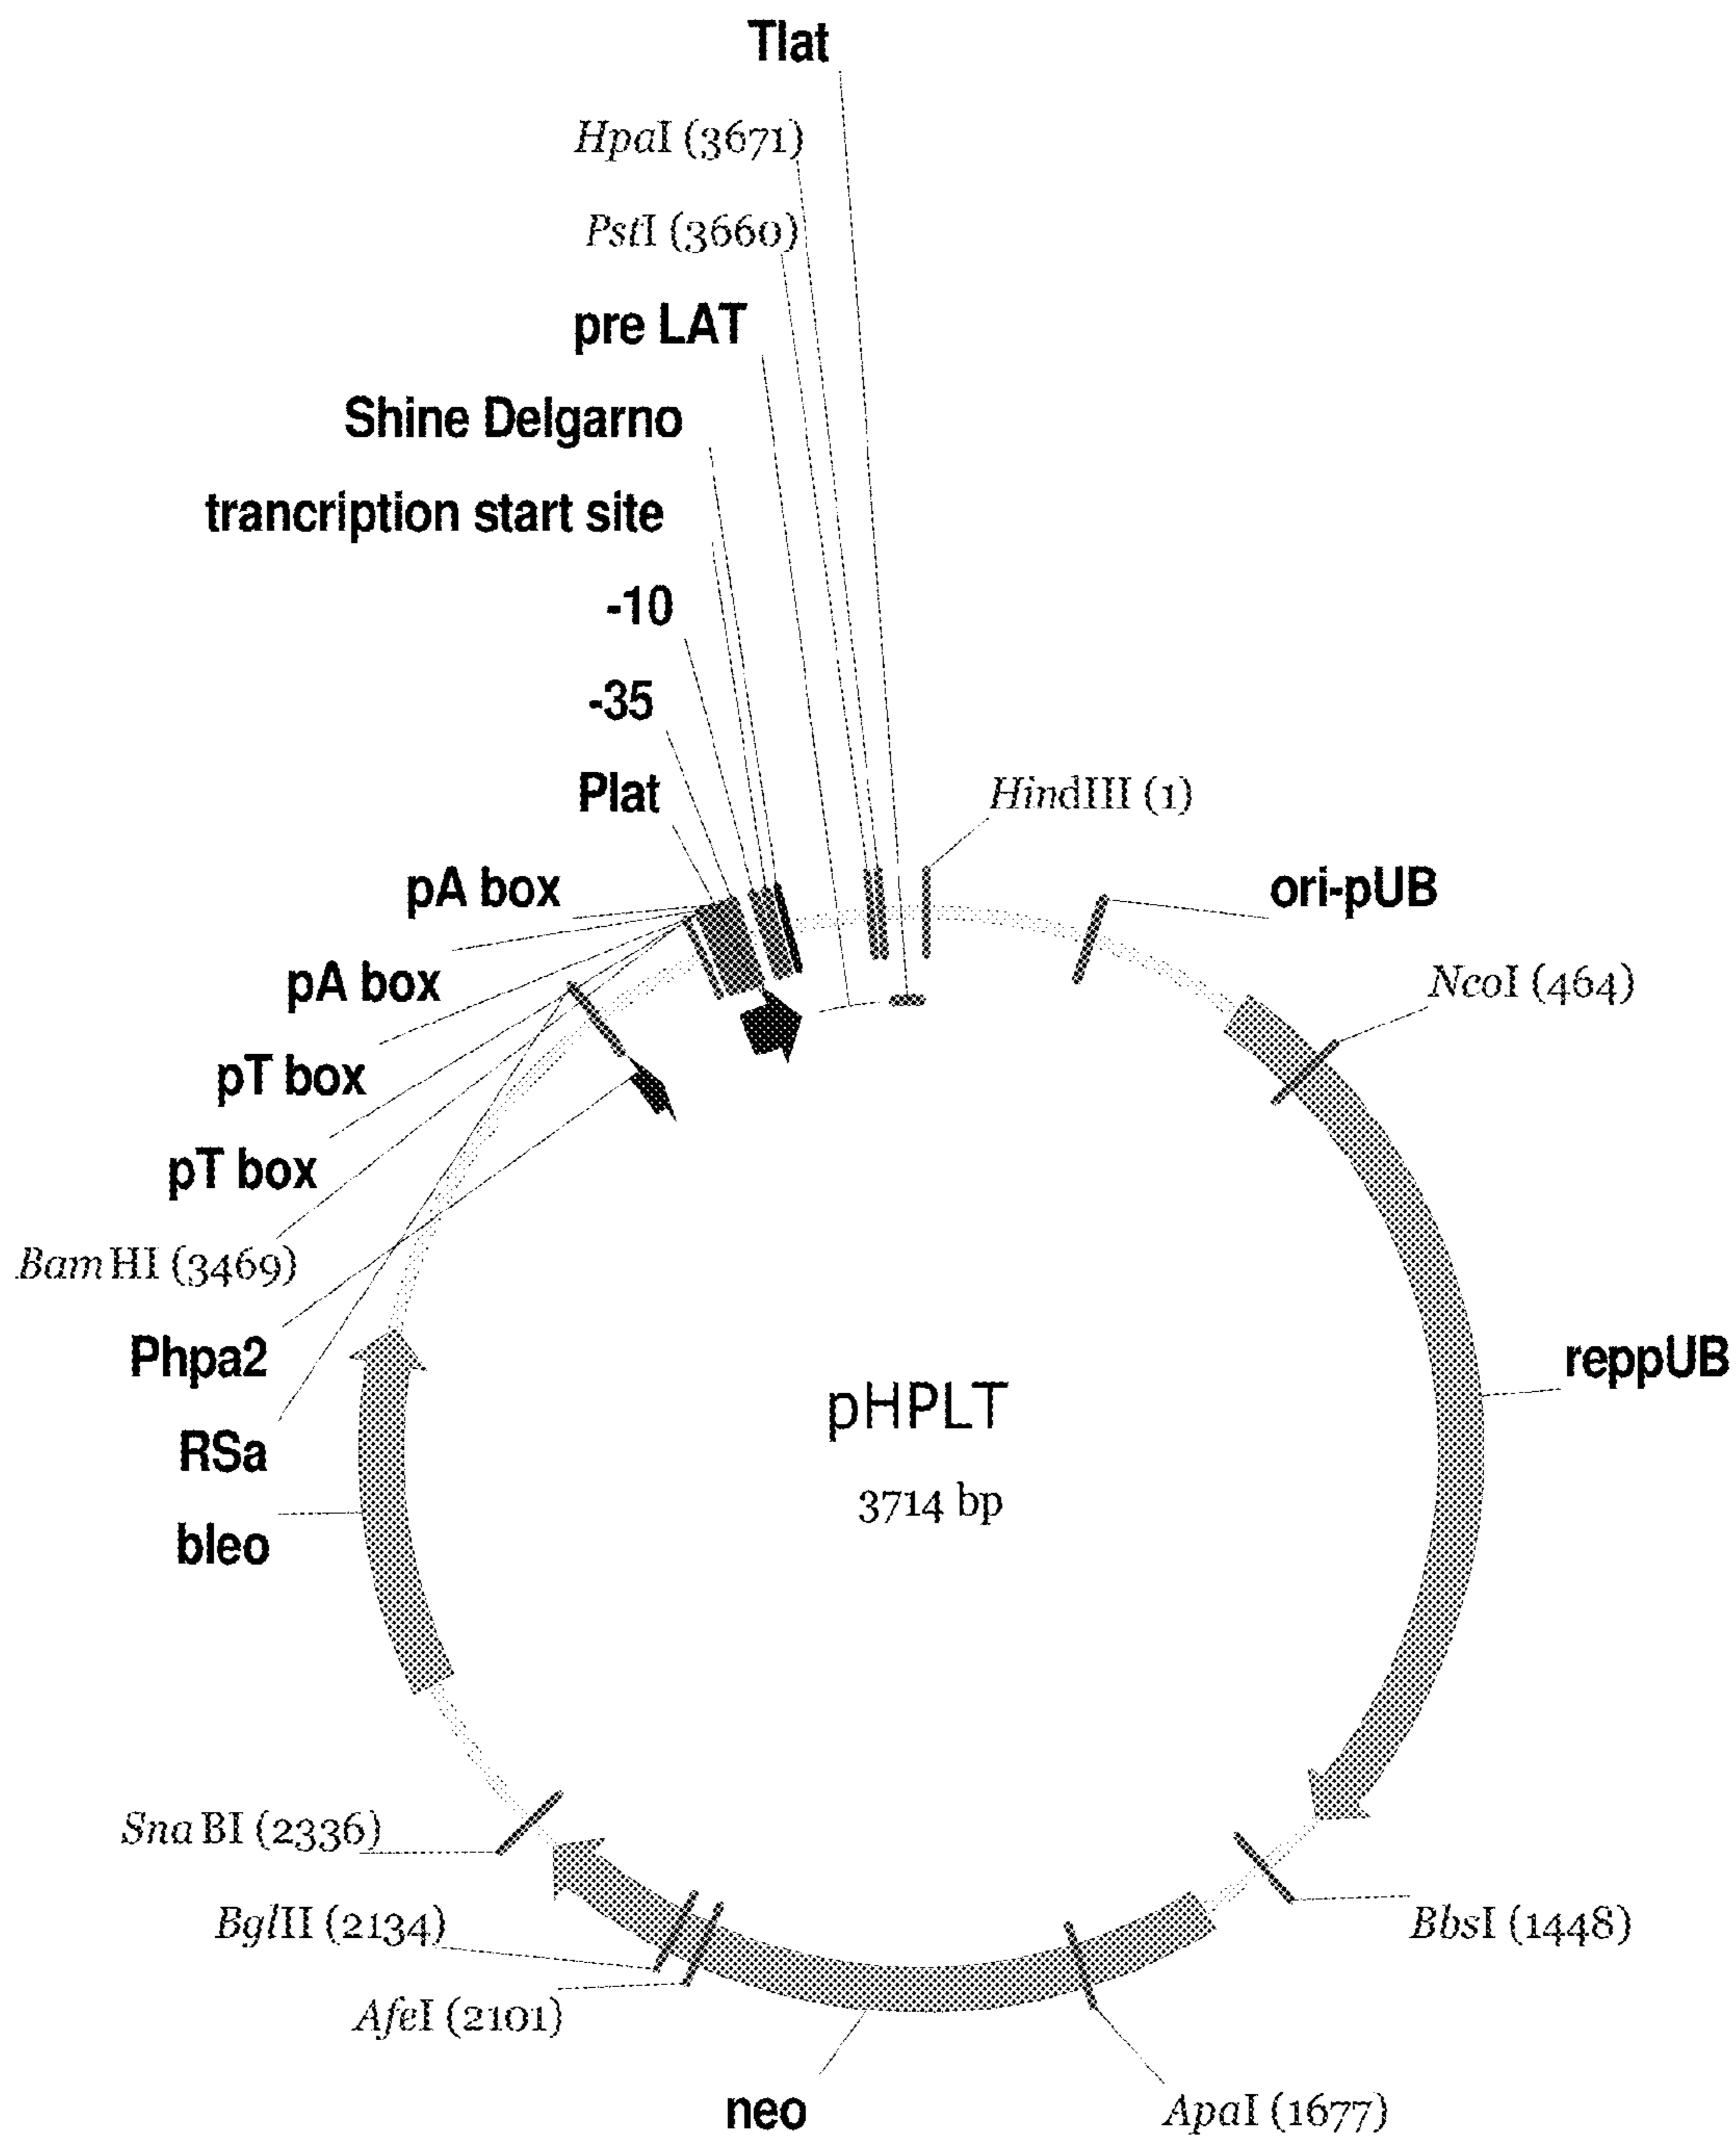 Tlat
HpaI (3671)
PstI (3660)
pre LAT
Shine Delgarno
trancription start site
-10
-35
Plat
HindIII (1)
pA box
ori-pUB
pA box
NcoI (464)
pT box
pT box
BamHI (3469)
Phpa2
reppUB
RSa
pHPLT
3714 bp
bleo
SnaBI (2336)
BglII (2134)
BbsI (1448)
AfeI (2101)
neo
ApaI (1677)